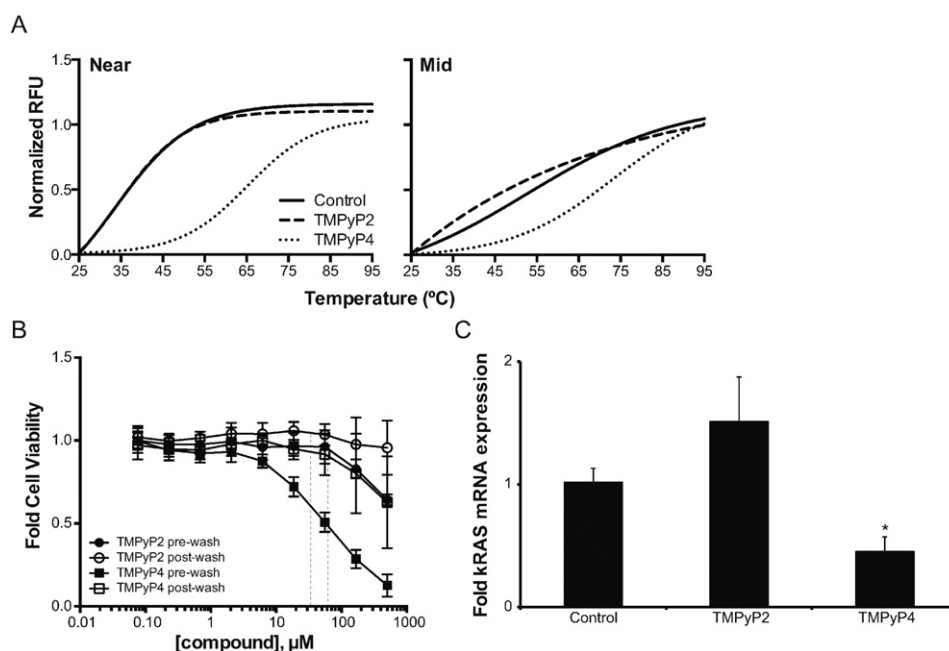 A
Near
Mid
Normalized RFU
1.5
1.0
0.5
0.0
Control
TMPyP2
TMPyP4
25 35 45 55 65 75 85 95
25 35 45 55 65 75 85 95
Temperature (ºC)
B
Fold Cell Viability
1.5
1.0
0.5
0.0
TMPyP2 pre-wash
TMPyP2 post-wash
TMPyP4 pre-wash
TMPyP4 post-wash
0.01 0.10 1.0 10 100 1000
[compound], µM
C
Fold kRAS mRNA expression
2
1
0
*
Control TMPyP2 TMPyP4